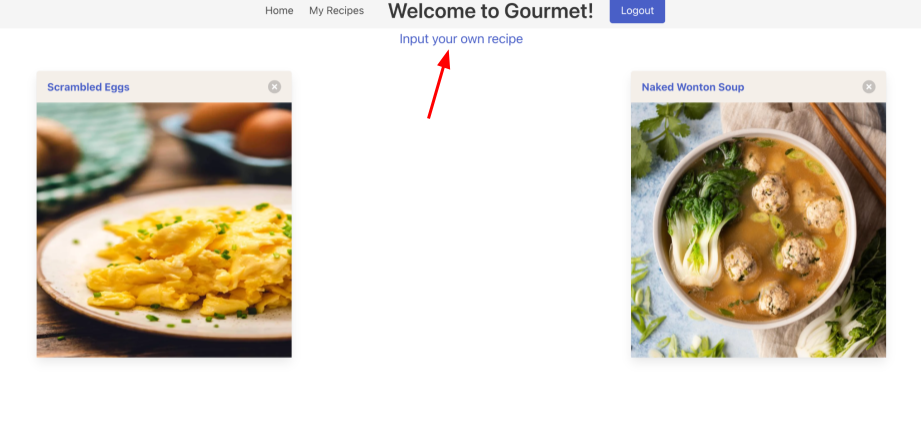 Home My Recipes Welcome to Gourmet! Logout
Input your own recipe
Scrambled Eggs
Naked Wonton Soup